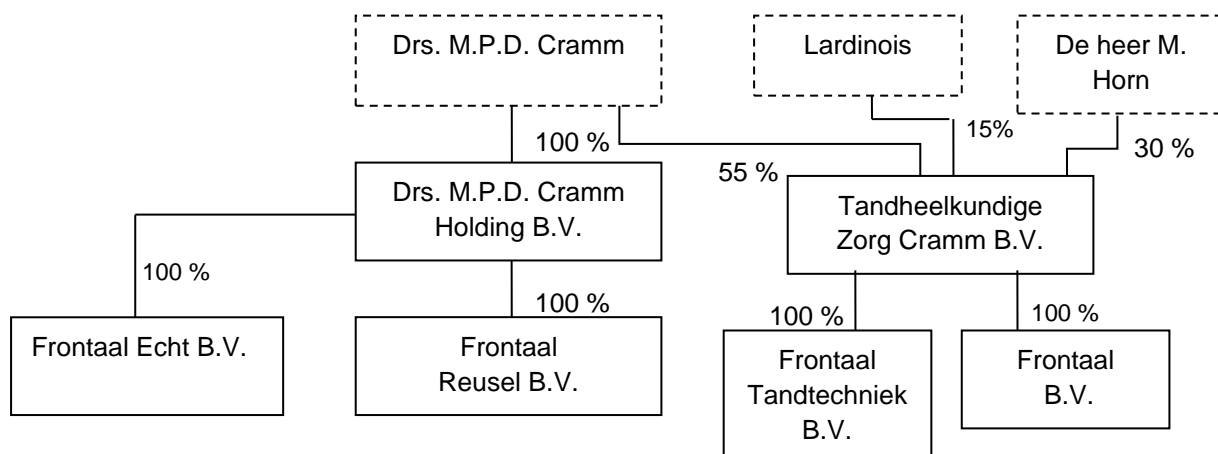 Drs. M.P.D. Cramm
Lardinois
De heer M.
Horn
100 %
55 %
15%
30 %
Drs. M.P.D. Cramm
Holding B.V.
Tandheelkundige
Zorg Cramm B.V.
100 %
100 %
100 %
100 %
Frontaal Echt B.V.
Frontaal
Reusel B.V.
Frontaal
Tandtechniek
B.V.
Frontaal
B.V.